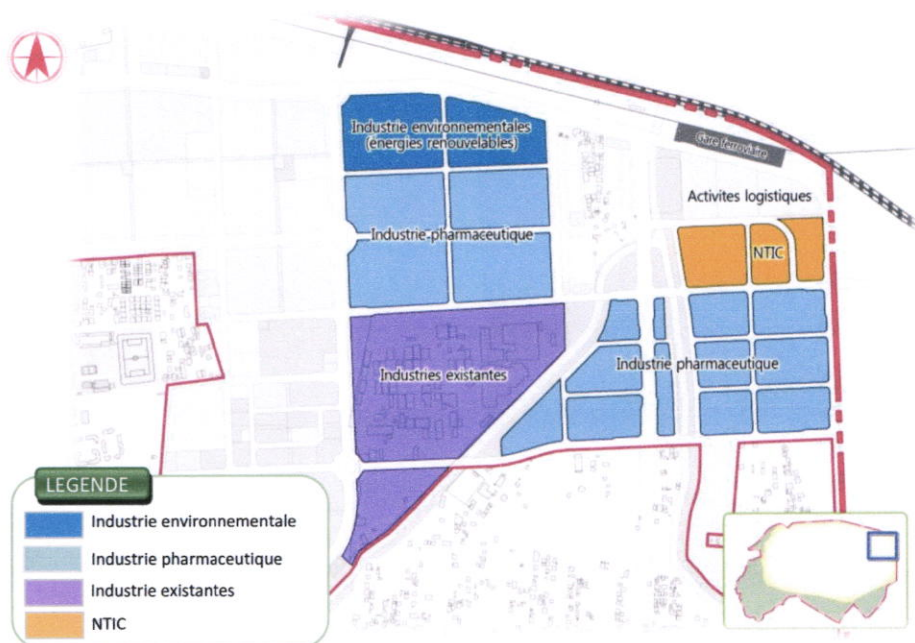 Industrie environnementales
(énergies renouvelables)
Gare ferroviaire
Activites logistiques
Industrie pharmaceutique
NTIC
Industries existantes
Industrie pharmaceutique
LEGENDE
Industrie environnementale
Industrie pharmaceutique
Industrie existantes
NTIC